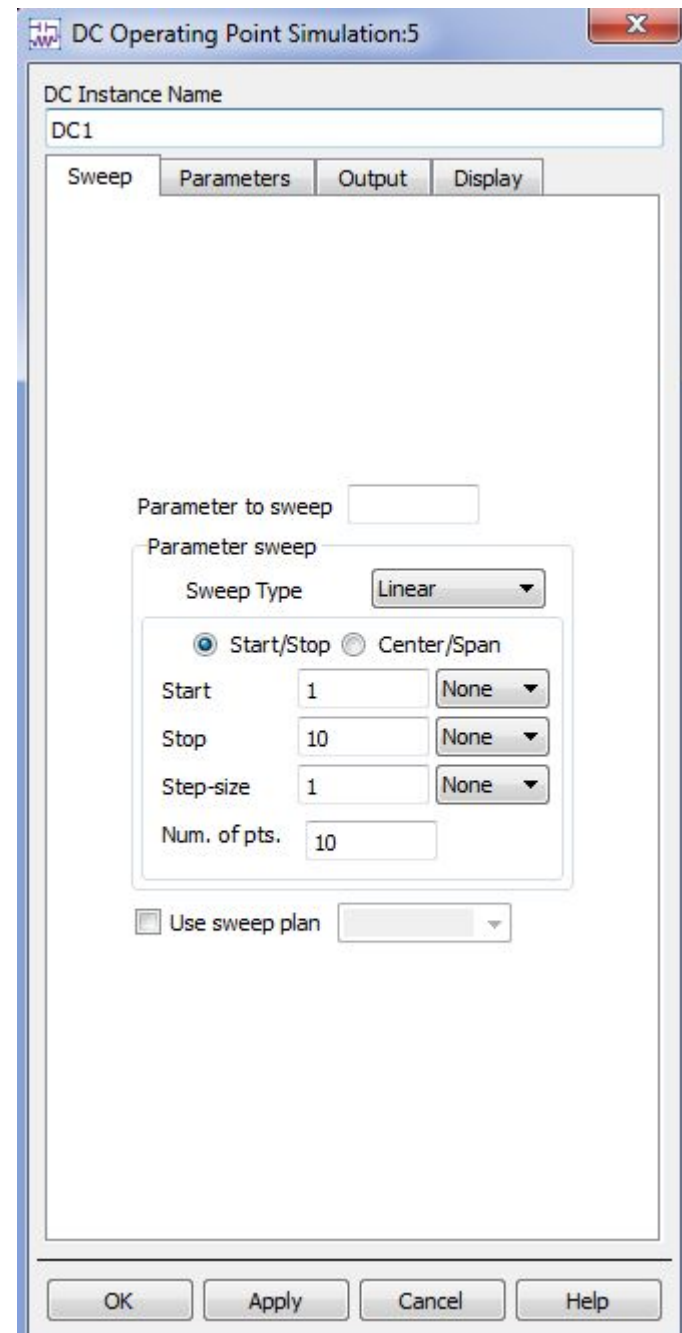 DC Operating Point Simulation:5
DC Instance Name
DC1
Sweep Parameters Output Display
Parameter to sweep
Parameter sweep
Sweep Type Linear
Start/Stop Center/Span
Start 1 None
Stop 10 None
Step-size 1 None
Num. of pts. 10
Use sweep plan
OK Apply Cancel Help